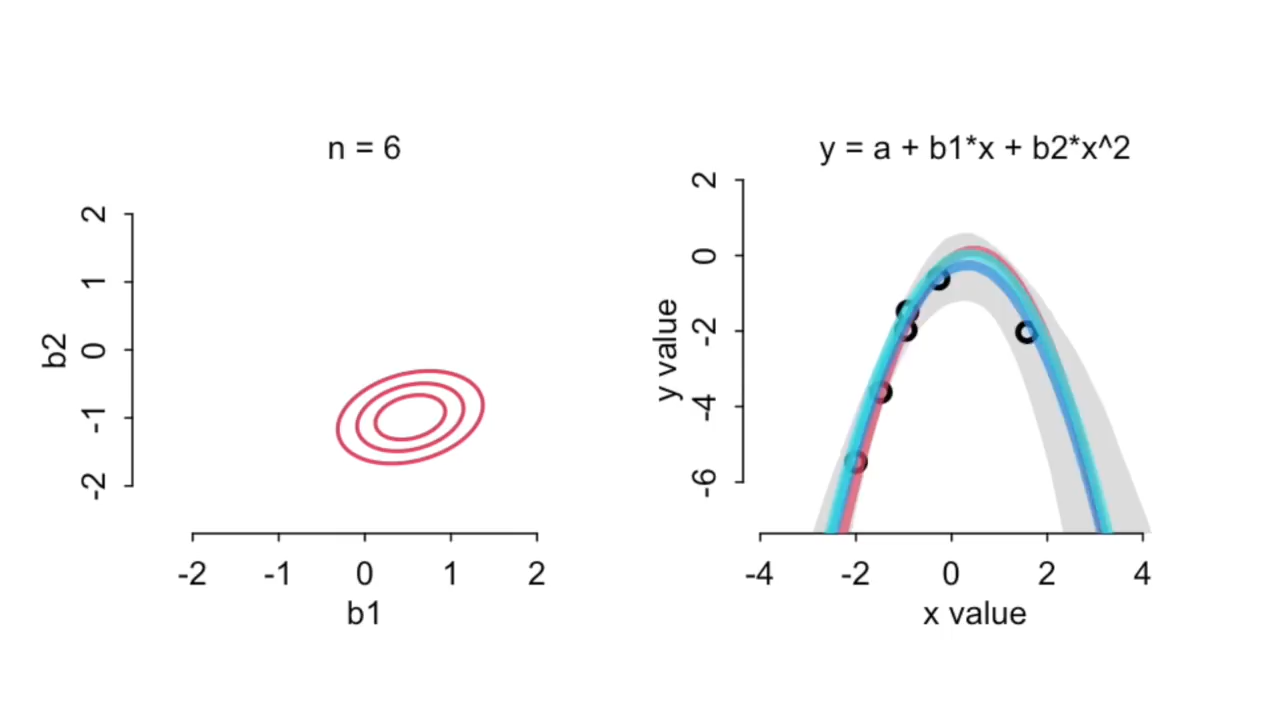 n = 6
2
1
0
-1
-2
b2
-2 -1 0 1 2
b1
y = a + b1*x + b2*x^2
2
0
-2
-4
-6
y value
-4 -2 0 2 4
x value